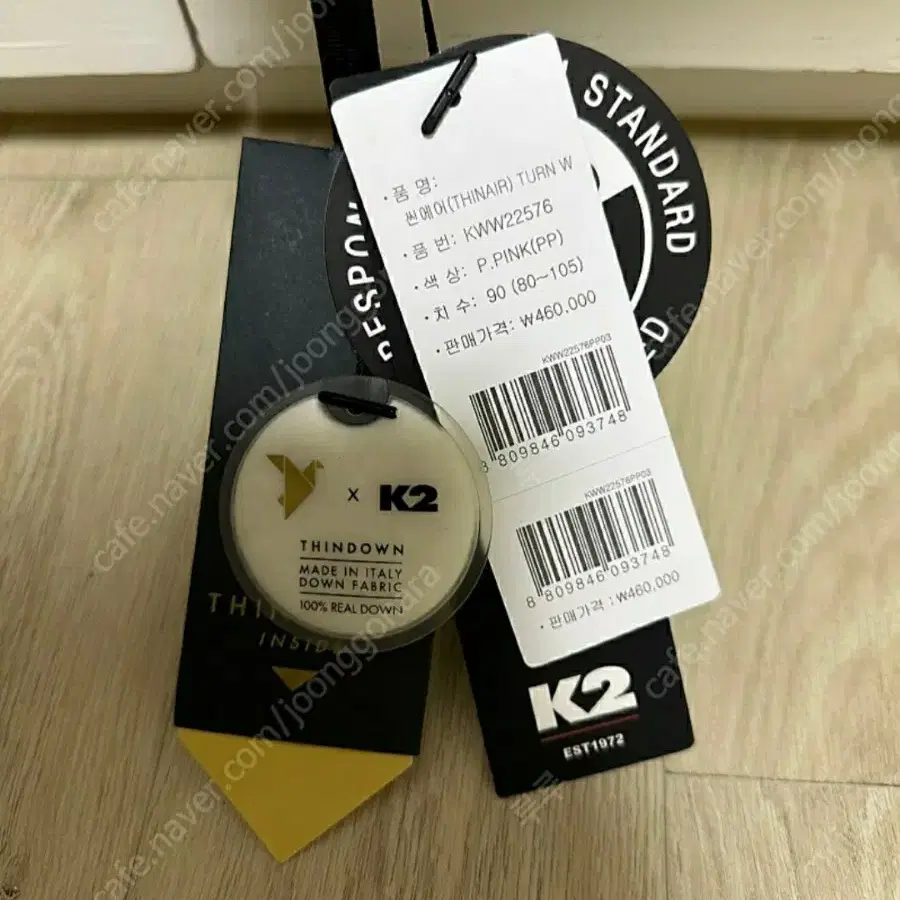 STANDARD
RESPON
· 품 명:
씬에어(THINAIR) TURN W
· 품 번: KWW22576
· 색 상: P.PINK(PP)
· 치 수: 90 (80~105)
· 판매가격: ₩460,000
KWW22576PP03
8 809846 093748
KWW22576PP03
8 809846 093748
· 판매가격 : ₩460,000
x K2
THINDOWN
MADE IN ITALY
DOWN FABRIC
100% REAL DOWN
K2
EST1972
cafe.naver.com/joonggonara